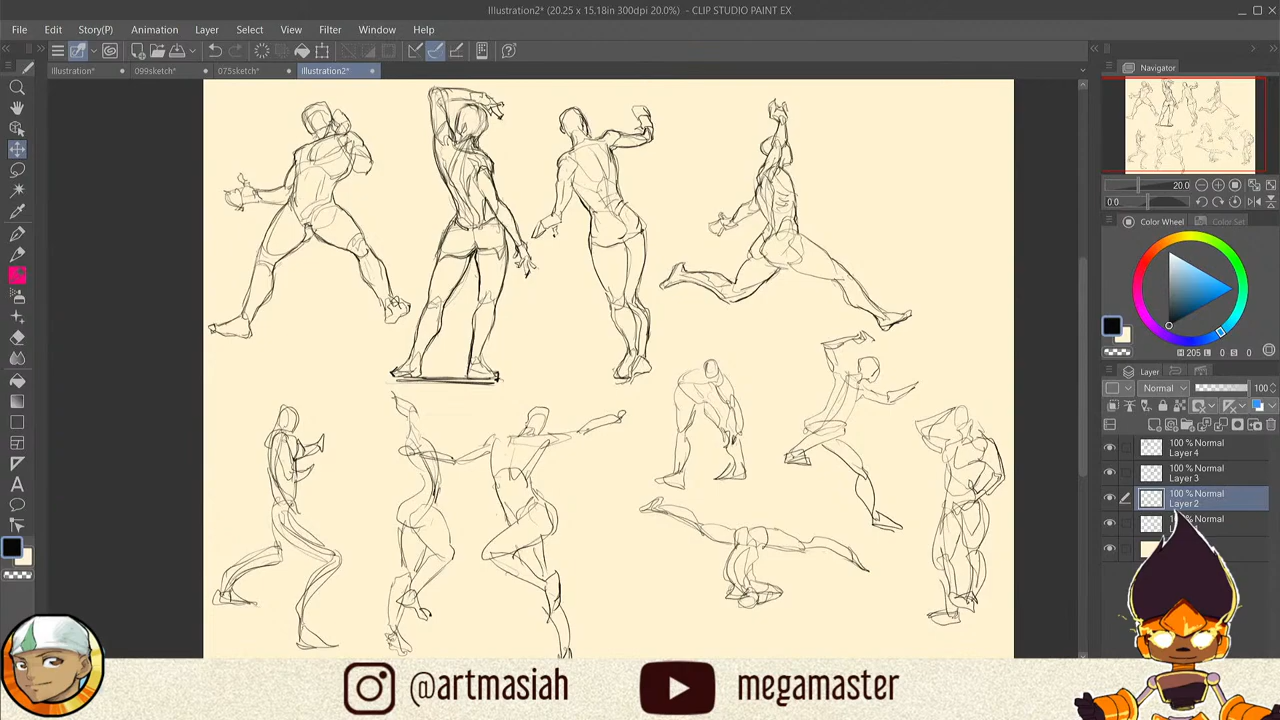 Illustration2* (20.25 x 15.18in 300dpi 20.0%) - CLIP STUDIO PAINT EX
File Edit Story(P) Animation Layer Select View Filter Window Help
Illustration* 099sketch* 075sketch* Illustration2*
Navigator
20.0
0.0
Color Wheel Color Set
H 205 L 0 S 0
Layer
Normal 100
100 % Normal
Layer 4
100 % Normal
Layer 3
100 % Normal
Layer 2
% Normal
@artmasiah megamaster